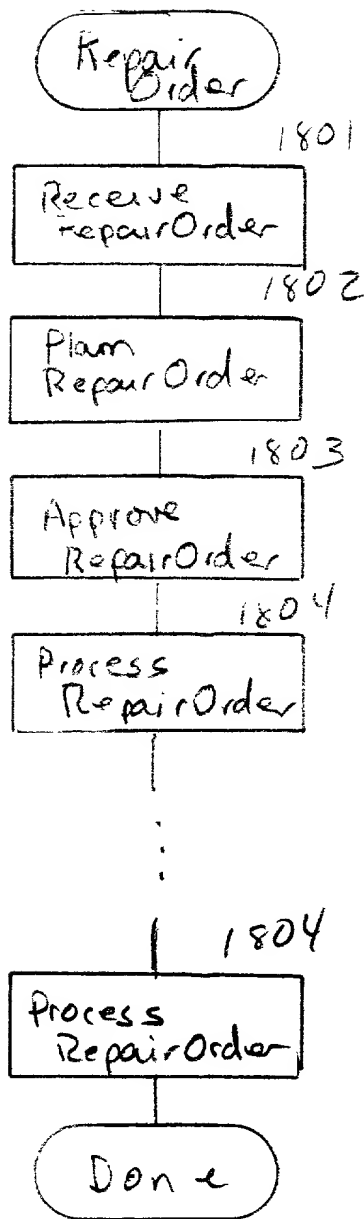 Repair
Order
1801
Receive
repairOrder
1802
Plan
RepairOrder
1803
Approve
RepairOrder
1804
Process
RepairOrder
1804
Process
RepairOrder
Done